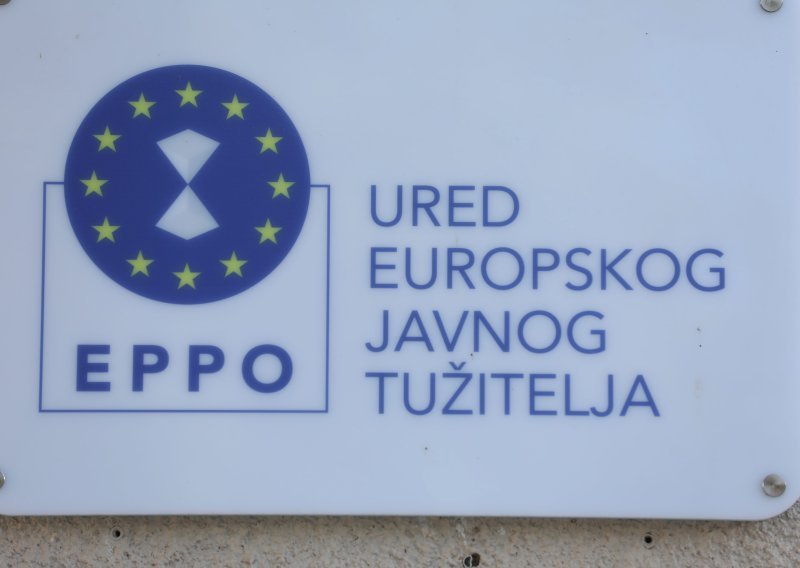 EPPO
URED
EUROPSKOG
JAVNOG
TUŽITELJA